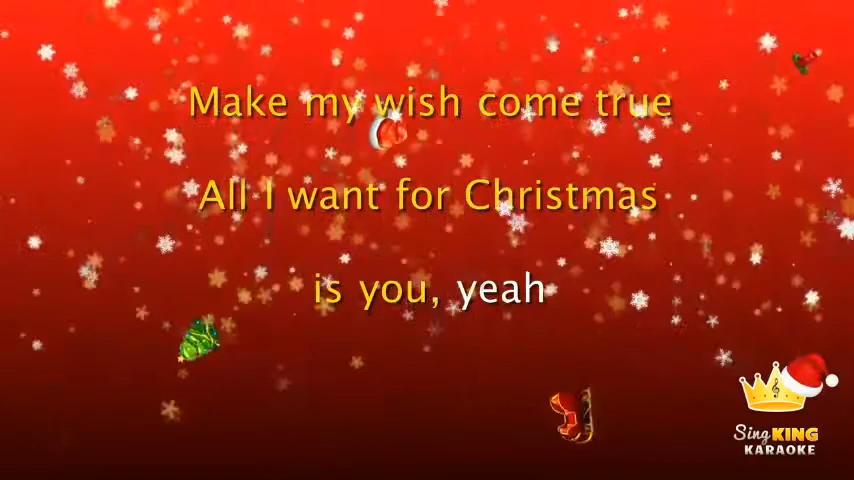 Make my wish come true
All I want for Christmas
is you, yeah
Sing KING
KARAOKE